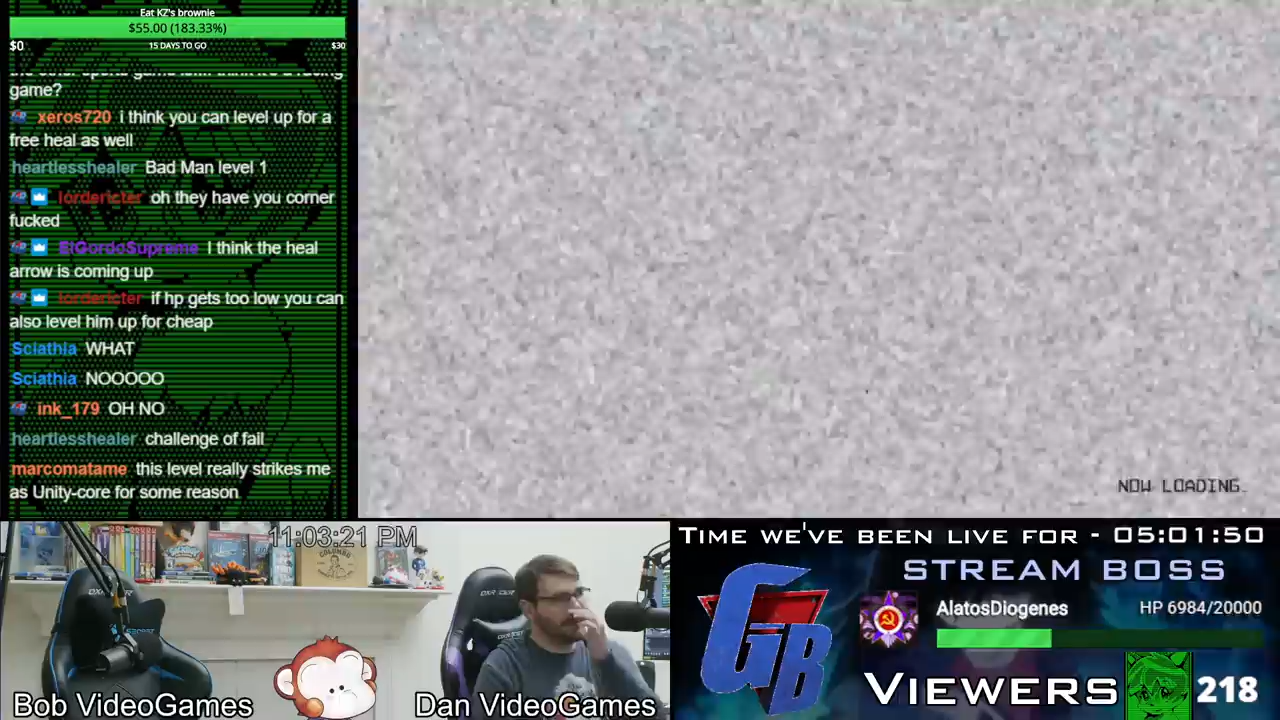 Eat KZ's brownie
$55.00 (183.33%)
$0 15 DAYS TO GO $30
game?
xeros720 i think you can level up for a
free heal as well
heartlesshealer Bad Man level 1
lordericter oh they have you corner
fucked
ElGordoSupreme I think the heal
arrow is coming up
lordericter if hp gets too low you can
also level him up for cheap
Sciathia WHAT
Sciathia NOOOOO
ink_179 OH NO
heartlesshealer challenge of fail
marcomatame this level really strikes me
as Unity-core for some reason
NOW LOADING.
11:03:21 PM
COLUMBO
Bob VideoGames
Dan VideoGames
TIME WE'VE BEEN LIVE FOR - 05:01:50
STREAM BOSS
AlatosDiogenes HP 6984/20000
GB
VIEWERS 218